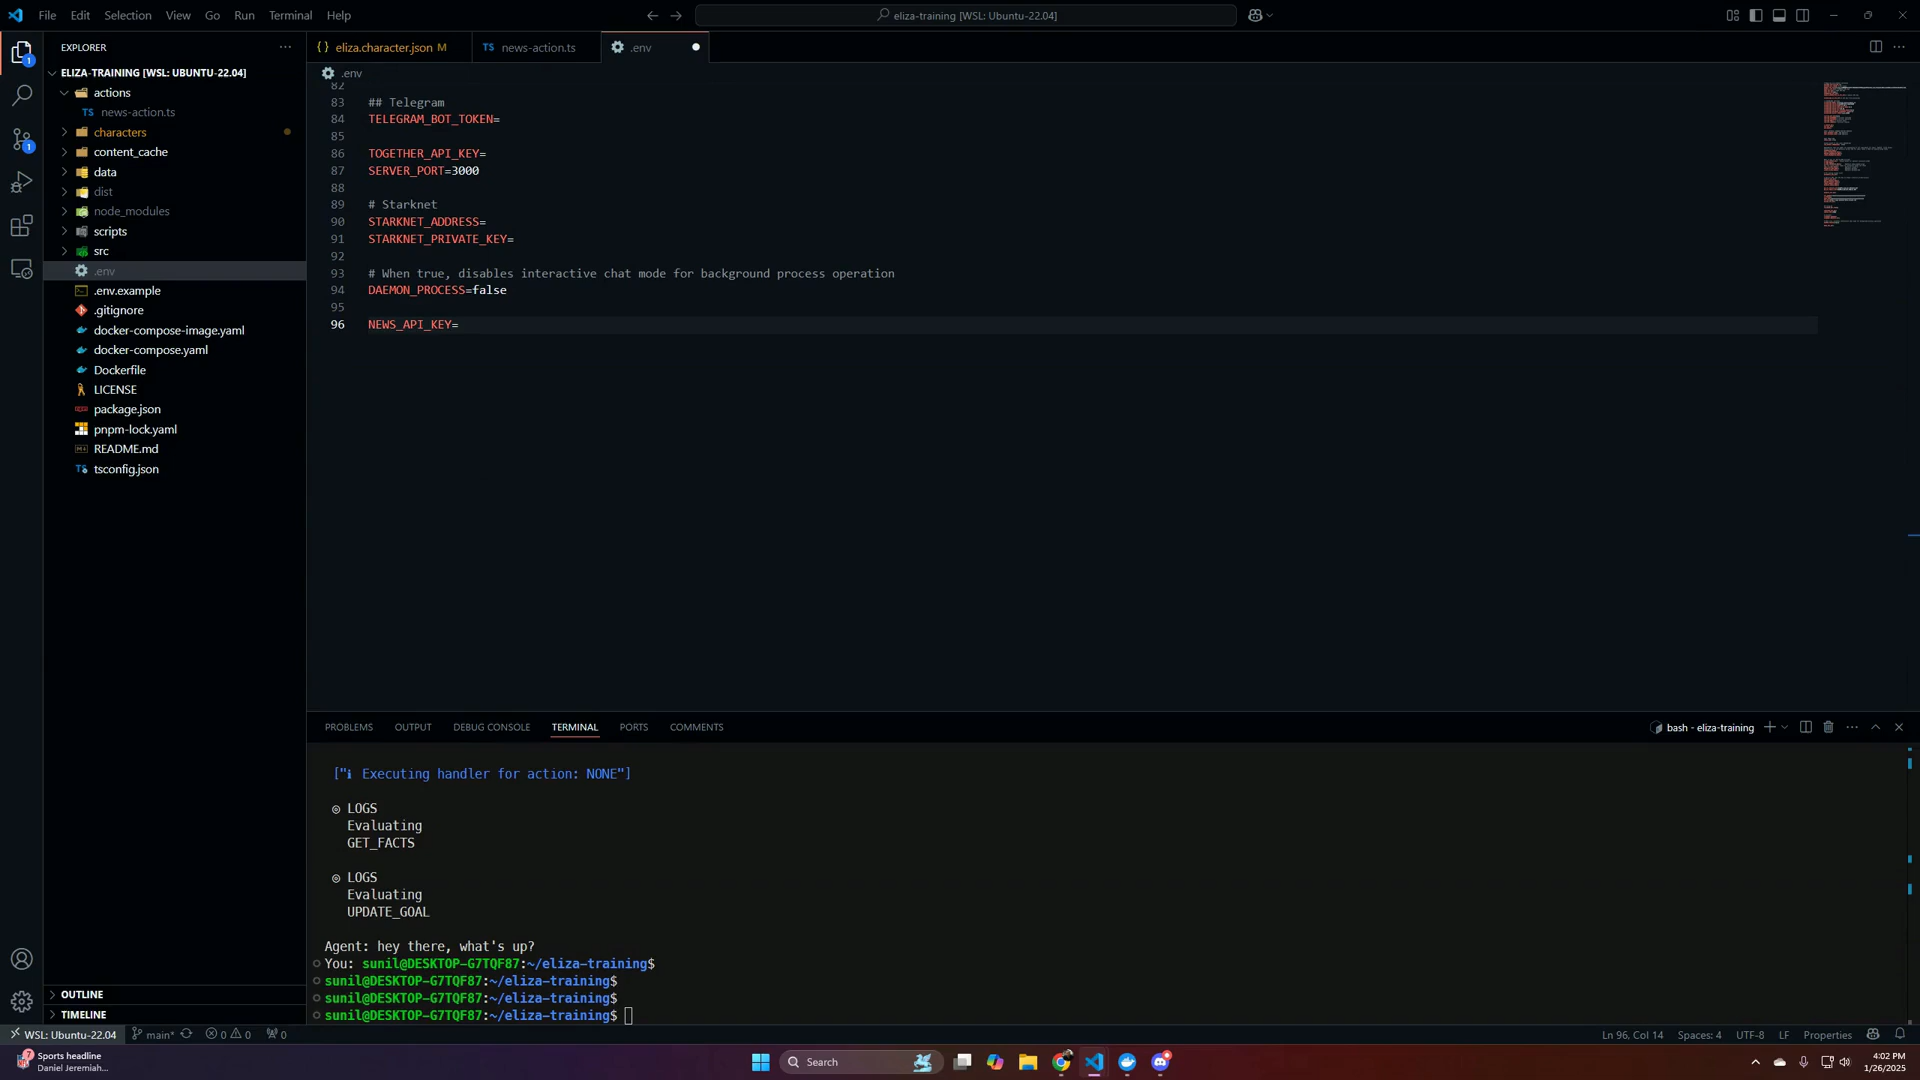 File Edit Selection View Go Run Terminal Help
eliza-training [WSL: Ubuntu-22.04]
EXPLORER
ELIZA-TRAINING [WSL: UBUNTU-22.04]
actions
TS news-action.ts
characters
content_cache
data
dist
node_modules
scripts
src
.env
.env.example
.gitignore
docker-compose-image.yaml
docker-compose.yaml
Dockerfile
LICENSE
package.json
pnpm-lock.yaml
README.md
tsconfig.json
OUTLINE
TIMELINE
{} eliza.character.json M
TS news-action.ts
.env
.env
82
83 ## Telegram
84 TELEGRAM_BOT_TOKEN=
85
86 TOGETHER_API_KEY=
87 SERVER_PORT=3000
88
89 # Starknet
90 STARKNET_ADDRESS=
91 STARKNET_PRIVATE_KEY=
92
93 # When true, disables interactive chat mode for background process operation
94 DAEMON_PROCESS=false
95
96 NEWS_API_KEY=
PROBLEMS OUTPUT DEBUG CONSOLE TERMINAL PORTS COMMENTS
bash - eliza-training
["ℹ Executing handler for action: NONE"]
◎ LOGS
Evaluating
GET_FACTS
◎ LOGS
Evaluating
UPDATE_GOAL
Agent: hey there, what's up?
You: sunil@DESKTOP-G7TQF87:~/eliza-training$
sunil@DESKTOP-G7TQF87:~/eliza-training$
sunil@DESKTOP-G7TQF87:~/eliza-training$
sunil@DESKTOP-G7TQF87:~/eliza-training$
WSL: Ubuntu-22.04 main* 0 0 0
Ln 96, Col 14 Spaces: 4 UTF-8 LF Properties
Sports headline
Daniel Jeremiah...
Search
4:02 PM
1/26/2025